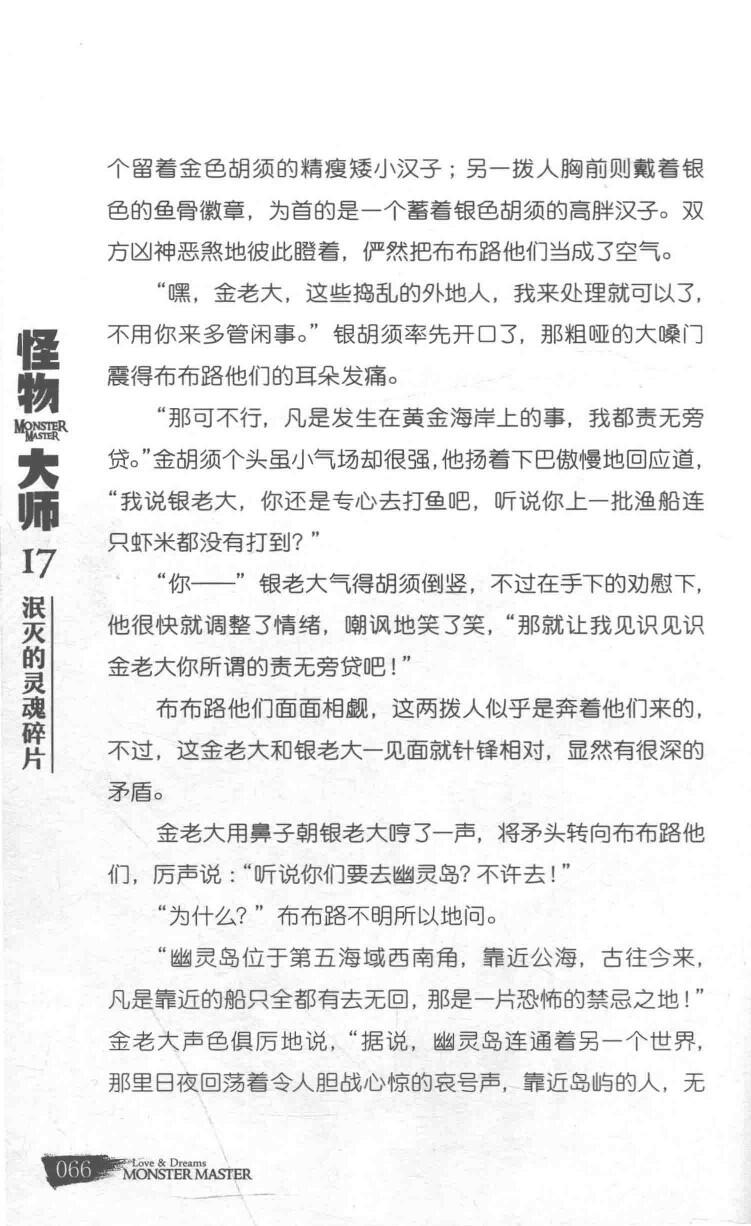 个留着金色胡须的精瘦矮小汉子；另一拨人胸前则戴着银
色的鱼骨徽章，为首的是一个蓄着银色胡须的高胖汉子。双
方凶神恶煞地彼此瞪着，俨然把布布路他们当成了空气。
“嘿，金老大，这些捣乱的外地人，我来处理就可以了，
不用你来多管闲事。”银胡须率先开口了，那粗哑的大嗓门
震得布布路他们的耳朵发痛。
“那可不行，凡是发生在黄金海岸上的事，我都责无旁
贷。”金胡须个头虽小气场却很强，他扬着下巴傲慢地回应道，
“我说银老大，你还是专心去打鱼吧，听说你上一批渔船连
只虾米都没有打到？”
“你——”银老大气得胡须倒竖，不过在手下的劝慰下，
他很快就调整了情绪，嘲讽地笑了笑，“那就让我见识见识
金老大你所谓的责无旁贷吧！”
布布路他们面面相觑，这两拨人似乎是奔着他们来的，
不过，这金老大和银老大一见面就针锋相对，显然有很深的
矛盾。
金老大用鼻子朝银老大哼了一声，将矛头转向布布路他
们，厉声说：“听说你们要去幽灵岛？不许去！”
“为什么？”布布路不明所以地问。
“幽灵岛位于第五海域西南角，靠近公海，古往今来，
凡是靠近的船只全都有去无回，那是一片恐怖的禁忌之地！”
金老大声色俱厉地说，“据说，幽灵岛连通着另一个世界，
那里日夜回荡着令人胆战心惊的哀号声，靠近岛屿的人，无
怪物
MONSTER
MASTER
大师
17
泯灭的灵魂碎片
066
Love & Dreams
MONSTER MASTER